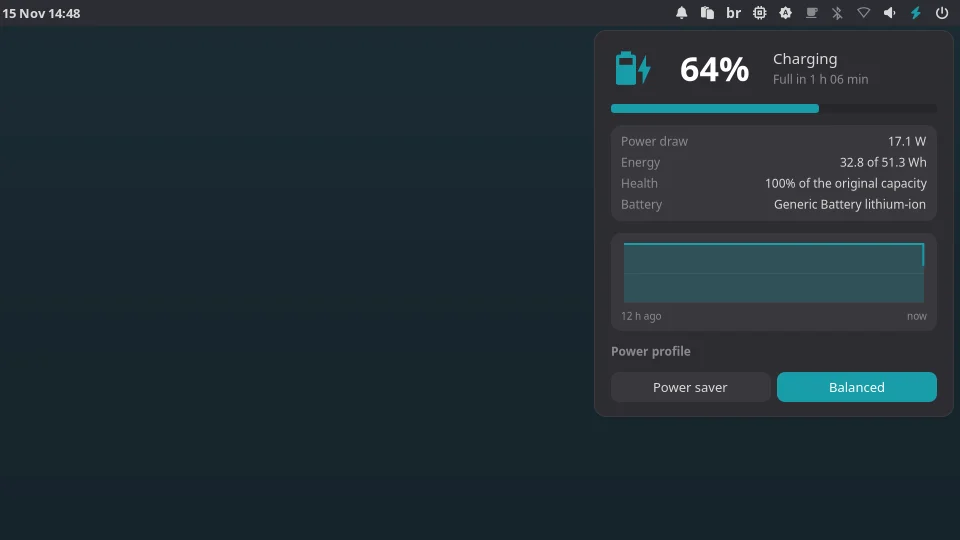 15 Nov 14:48
br
64%
Charging
Full in 1 h 06 min
Power draw 17.1 W
Energy 32.8 of 51.3 Wh
Health 100% of the original capacity
Battery Generic Battery lithium-ion
12 h ago now
Power profile
Power saver Balanced